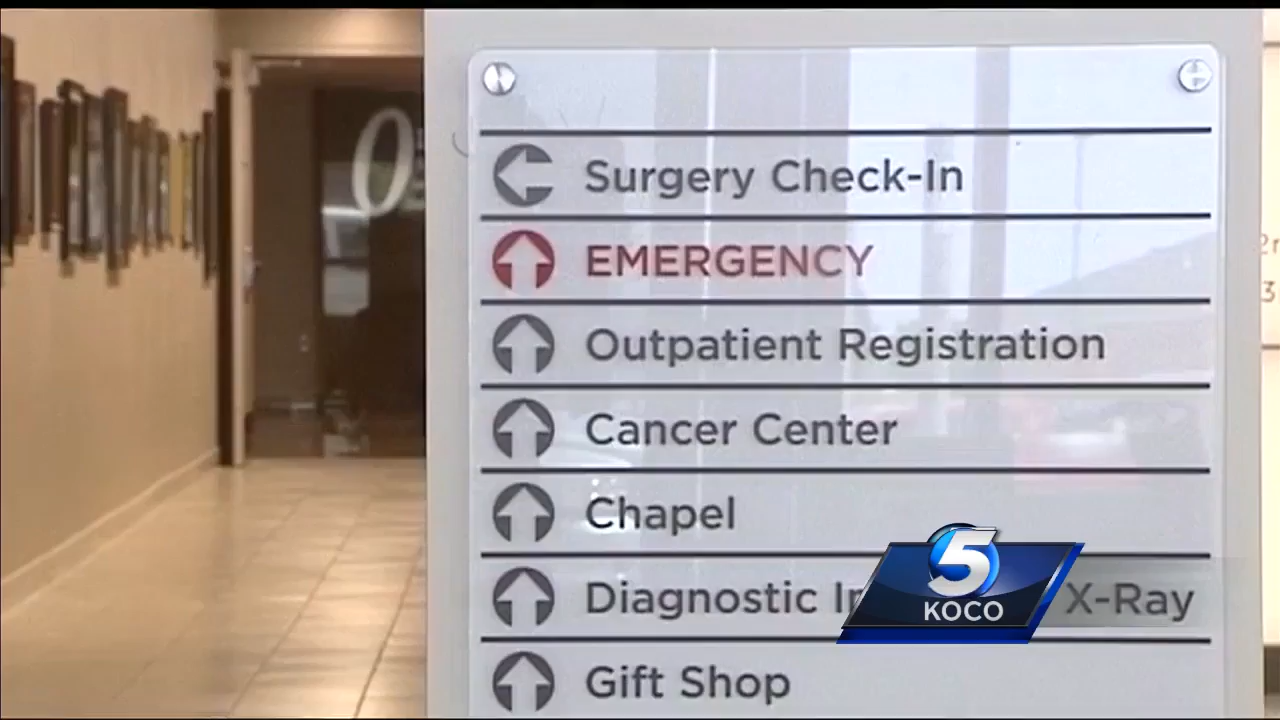 Surgery Check-In
EMERGENCY
Outpatient Registration
Cancer Center
Chapel
Diagnostic X-Ray
Gift Shop
5
KOCO